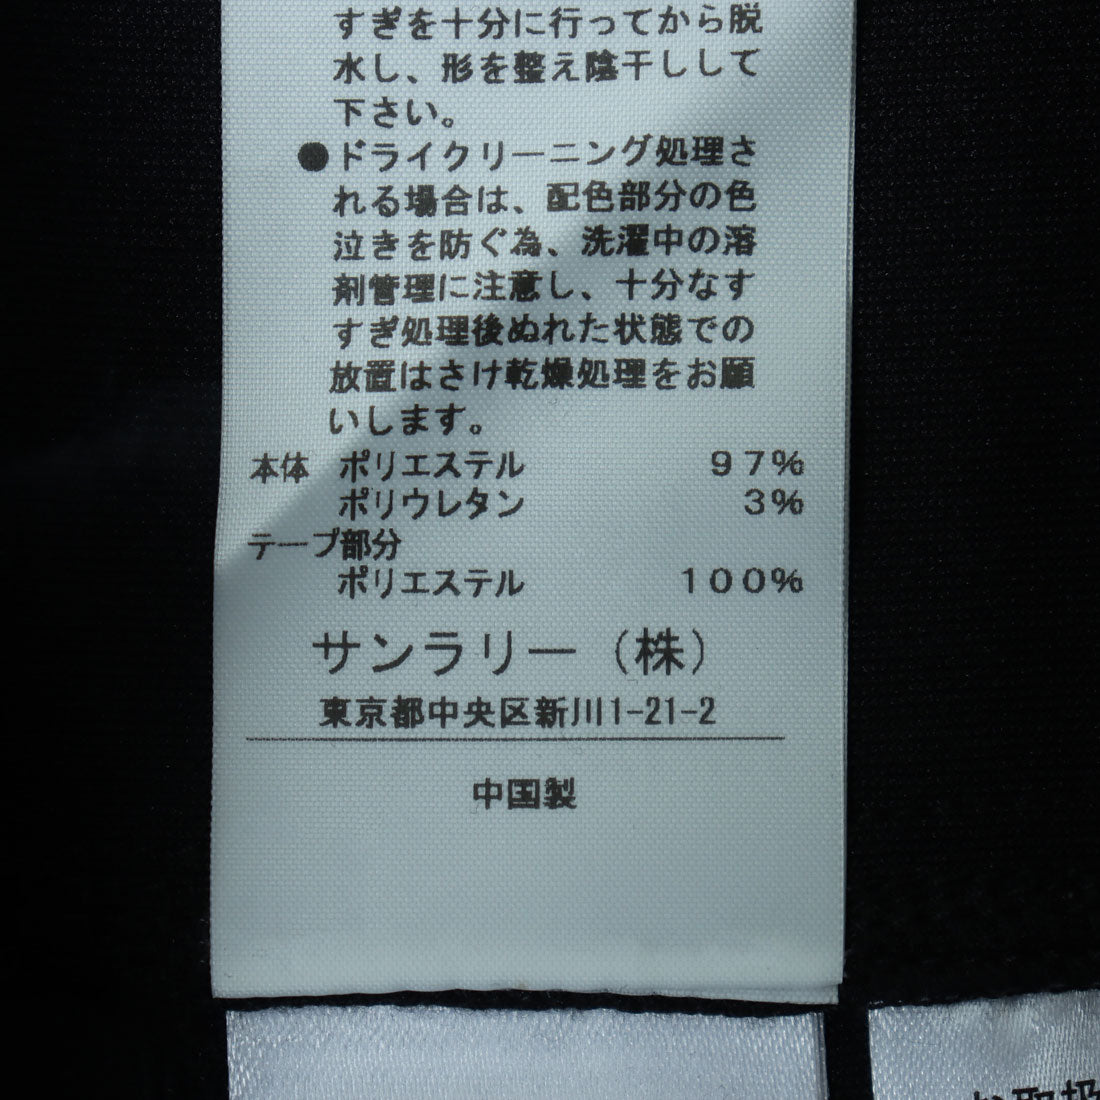 すぎを十分に行ってから脱
水し、形を整え陰干しして
下さい。
●ドライクリーニング処理さ
れる場合は、配色部分の色
泣きを防ぐ為、洗濯中の溶
剤管理に注意し、十分なす
すぎ処理後ぬれた状態での
放置はさけ乾燥処理をお願
いします。
本体 ポリエステル 97%
ポリウレタン 3%
テープ部分
ポリエステル 100%
サンラリー(株)
東京都中央区新川1-21-2
中国製
お取扱